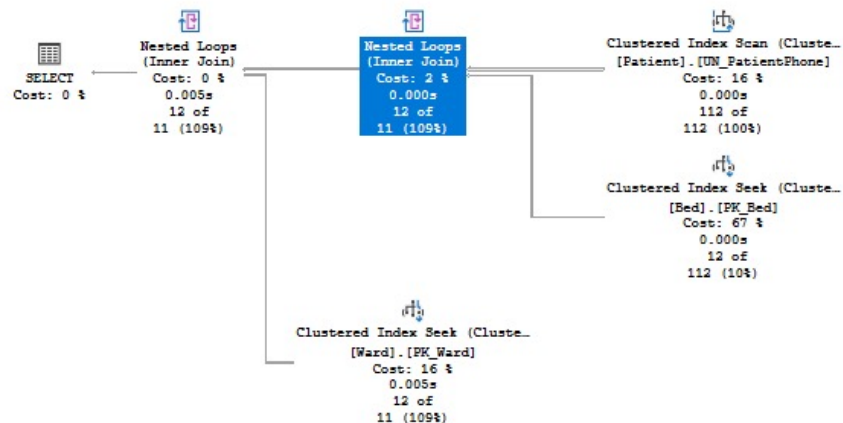 SELECT
Cost: 0 %
Nested Loops
(Inner Join)
Cost: 0 %
0.005s
12 of
11 (109%)
Nested Loops
(Inner Join)
Cost: 2 %
0.000s
12 of
11 (109%)
Clustered Index Scan (Cluste…
[Patient].[UN_PatientPhone]
Cost: 16 %
0.000s
112 of
112 (100%)
Clustered Index Seek (Cluste…
[Bed].[PK_Bed]
Cost: 67 %
0.000s
12 of
112 (10%)
Clustered Index Seek (Cluste…
[Ward].[PK_Ward]
Cost: 16 %
0.005s
12 of
11 (109%)